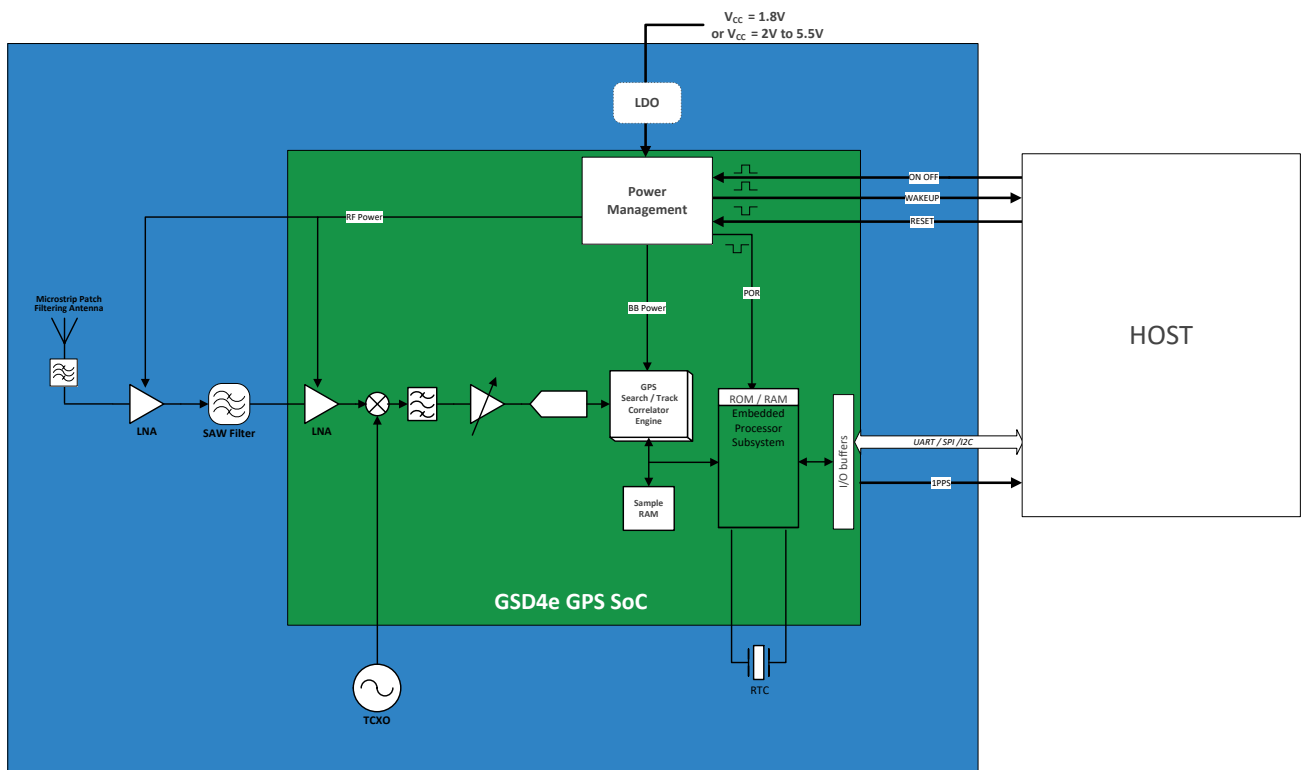 V_CC = 1.8V
or V_CC = 2V to 5.5V
LDO
Power
Management
ON OFF
WAKEUP
RESET
RF Power
BB Power
POR
HOST
Microstrip Patch
Filtering Antenna
LNA
SAW Filter
LNA
GPS
Search / Track
Correlator
Engine
ROM / RAM
Embedded
Processor
Subsystem
I/O buffers
UART / SPI /I2C
1PPS
Sample
RAM
GSD4e GPS SoC
TCXO
RTC